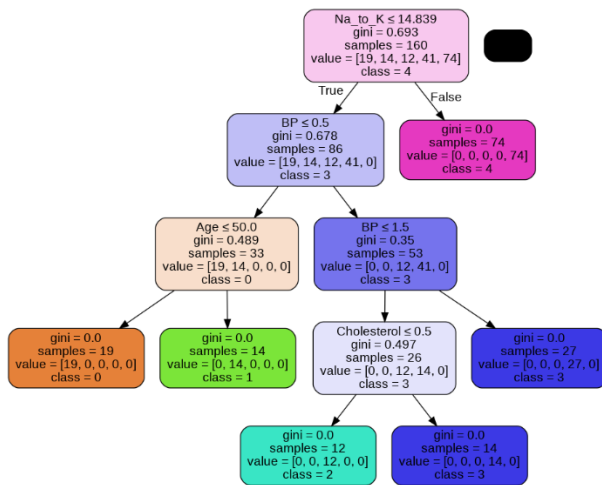 Na_to_K ≤ 14.839
gini = 0.693
samples = 160
value = [19, 14, 12, 41, 74]
class = 4
True
False
BP ≤ 0.5
gini = 0.678
samples = 86
value = [19, 14, 12, 41, 0]
class = 3
gini = 0.0
samples = 74
value = [0, 0, 0, 0, 74]
class = 4
Age ≤ 50.0
gini = 0.489
samples = 33
value = [19, 14, 0, 0, 0]
class = 0
BP ≤ 1.5
gini = 0.35
samples = 53
value = [0, 0, 12, 41, 0]
class = 3
gini = 0.0
samples = 19
value = [19, 0, 0, 0, 0]
class = 0
gini = 0.0
samples = 14
value = [0, 14, 0, 0, 0]
class = 1
Cholesterol ≤ 0.5
gini = 0.497
samples = 26
value = [0, 0, 12, 14, 0]
class = 3
gini = 0.0
samples = 27
value = [0, 0, 0, 27, 0]
class = 3
gini = 0.0
samples = 12
value = [0, 0, 12, 0, 0]
class = 2
gini = 0.0
samples = 14
value = [0, 0, 0, 14, 0]
class = 3